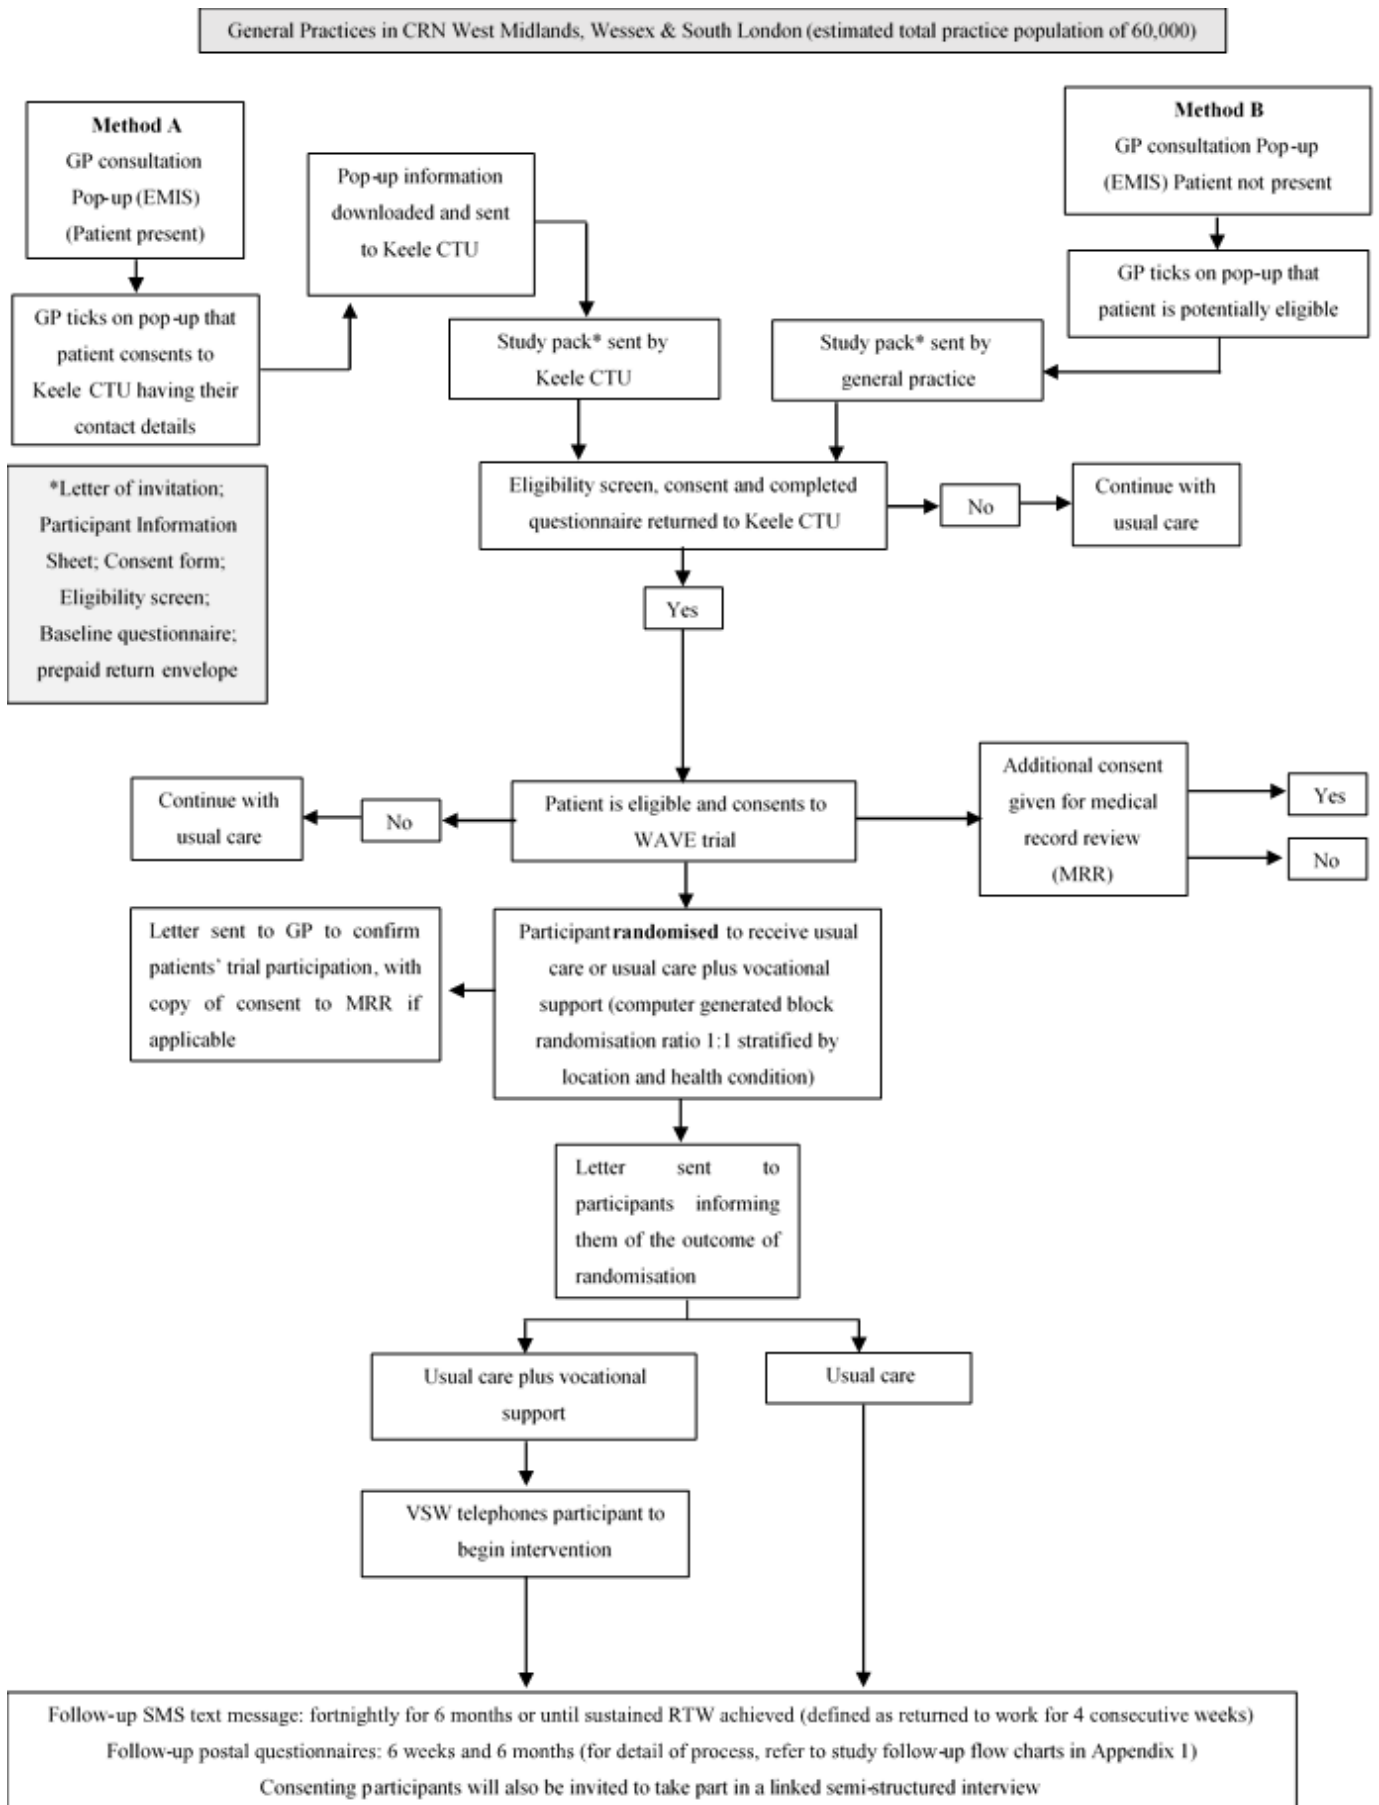 General Practices in CRN West Midlands, Wessex & South London (estimated total practice population of 60,000)
Method A
GP consultation
Pop-up (EMIS)
(Patient present)
Pop-up information
downloaded and sent
to Keele CTU
Method B
GP consultation Pop-up
(EMIS) Patient not present
GP ticks on pop-up that
patient consents to
Keele CTU having their
contact details
GP ticks on pop-up that
patient is potentially eligible
Study pack* sent by
Keele CTU
Study pack* sent by
general practice
*Letter of invitation;
Participant Information
Sheet; Consent form;
Eligibility screen;
Baseline questionnaire;
prepaid return envelope
Eligibility screen, consent and completed
questionnaire returned to Keele CTU
No
Continue with
usual care
Yes
Continue with
usual care
No
Patient is eligible and consents to
WAVE trial
Additional consent
given for medical
record review
(MRR)
Yes
No
Letter sent to GP to confirm
patients' trial participation, with
copy of consent to MRR if
applicable
Participant randomised to receive usual
care or usual care plus vocational
support (computer generated block
randomisation ratio 1:1 stratified by
location and health condition)
Letter sent to
participants informing
them of the outcome of
randomisation
Usual care plus vocational
support
Usual care
VSW telephones participant to
begin intervention
Follow-up SMS text message: fortnightly for 6 months or until sustained RTW achieved (defined as returned to work for 4 consecutive weeks)
Follow-up postal questionnaires: 6 weeks and 6 months (for detail of process, refer to study follow-up flow charts in Appendix 1)
Consenting participants will also be invited to take part in a linked semi-structured interview